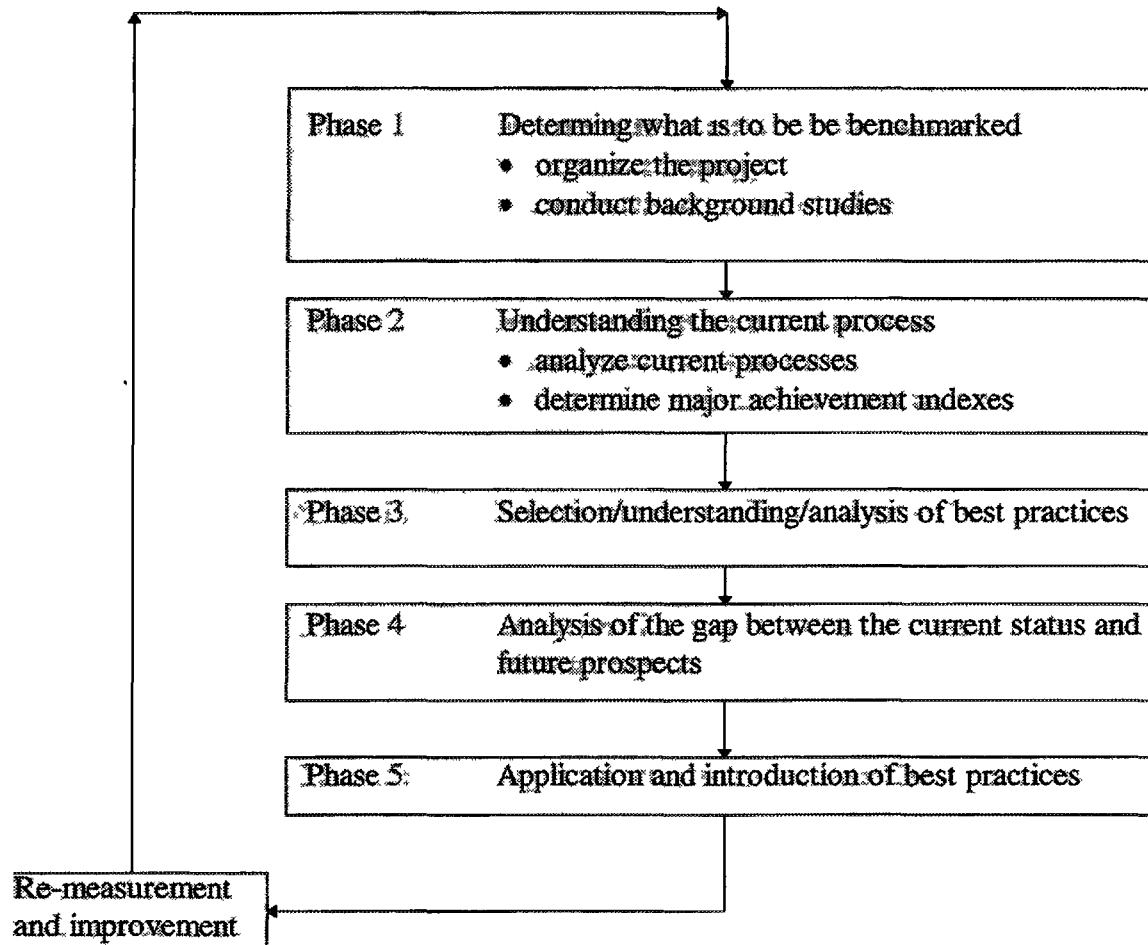 Phase 1 Determing what is to be be benchmarked
• organize the project
• conduct background studies
Phase 2 Understanding the current process
• analyze current processes
• determine major achievement indexes
Phase 3 Selection/understanding/analysis of best practices
Phase 4 Analysis of the gap between the current status and
future prospects
Phase 5 Application and introduction of best practices
Re-measurement
and improvement